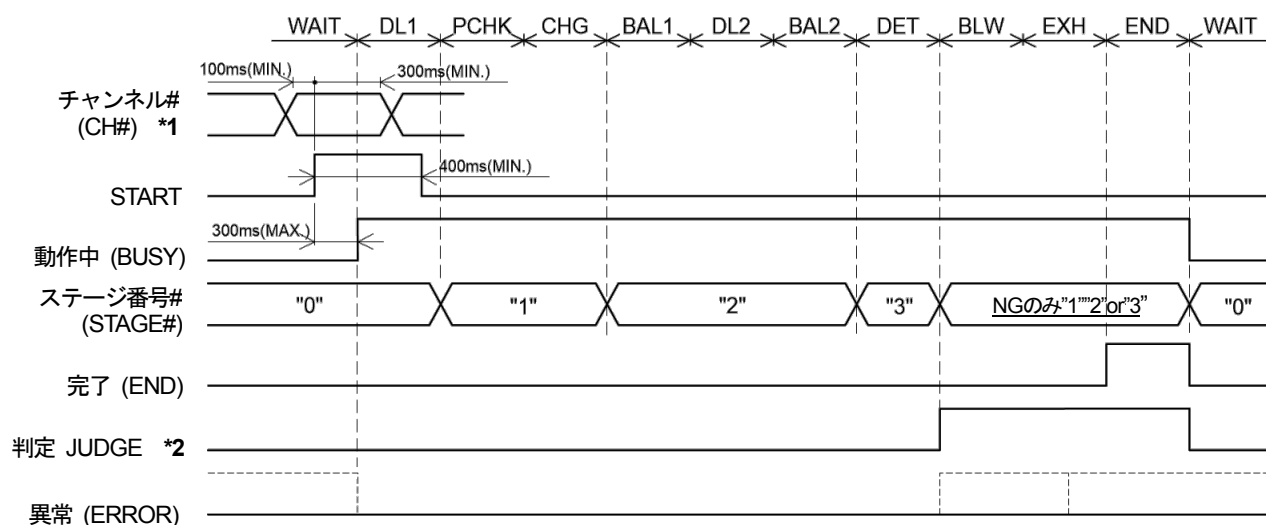 WAIT DL1 PCHK CHG BAL1 DL2 BAL2 DET BLW EXH END WAIT
100ms(MIN.) 300ms(MIN.)
チャンネル#
(CH#) *1
400ms(MIN.)
START
300ms(MAX.)
動作中 (BUSY)
ステージ番号#
(STAGE#)
"0" "1" "2" "3" NGのみ”1””2”or”3” "0"
完了 (END)
判定 JUDGE *2
異常 (ERROR)